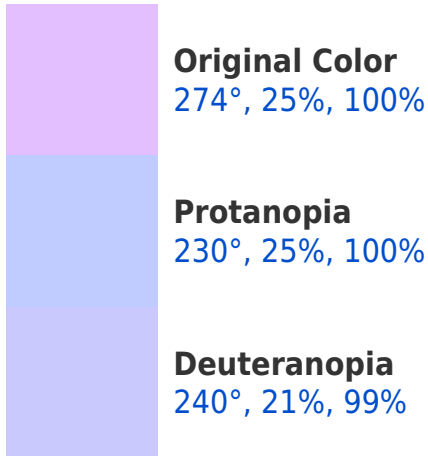 Original Color
274°, 25%, 100%
Protanopia
230°, 25%, 100%
Deuteranopia
240°, 21%, 99%